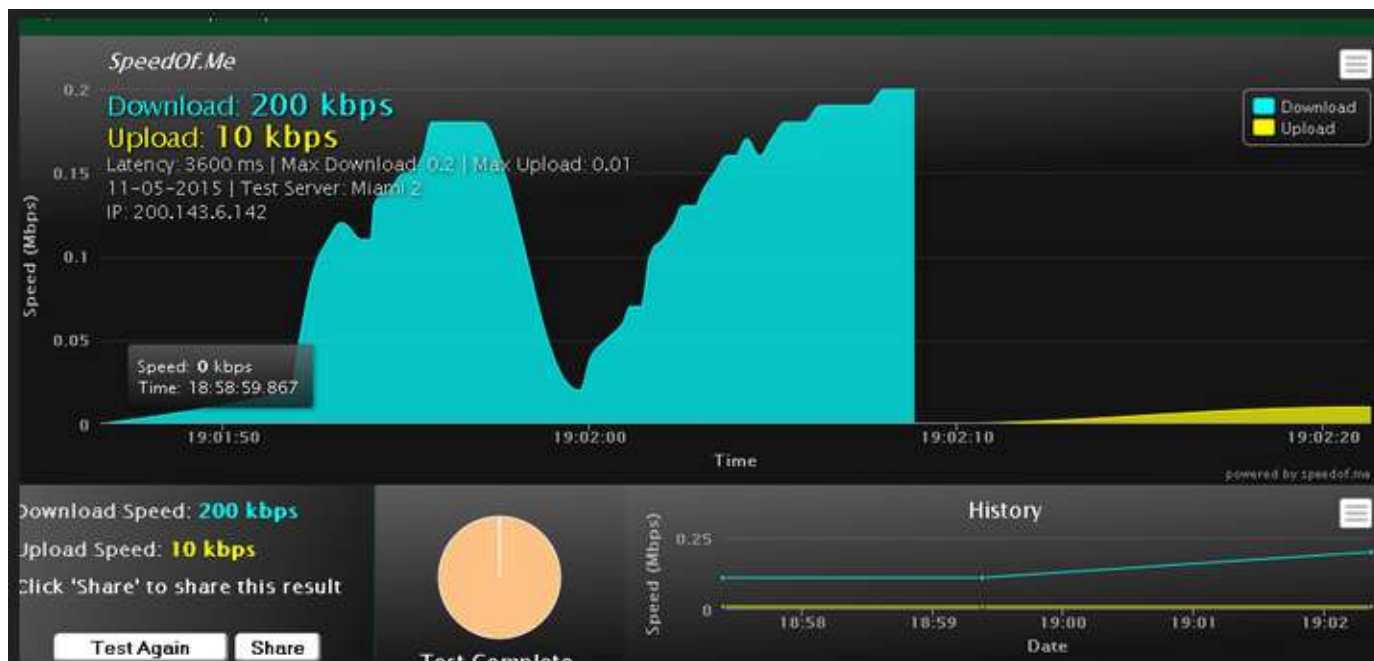 SpeedOf.Me
Download: 200 kbps
Upload: 10 kbps
Latency: 3600 ms | Max Download: 0.2 | Max Upload: 0.01
11-05-2015 | Test Server: Miami 2
IP: 200.143.6.142
Download
Upload
Speed (Mbps)
0.2
0.15
0.1
0.05
0
Speed: 0 kbps
Time: 18:58:59.867
19:01:50
19:02:00
19:02:10
19:02:20
Time
powered by speedof.me
Download Speed: 200 kbps
Upload Speed: 10 kbps
Click 'Share' to share this result
Test Again
Share
Test Complete
History
Speed (Mbps)
0.25
0
18:58
18:59
19:00
19:01
19:02
Date